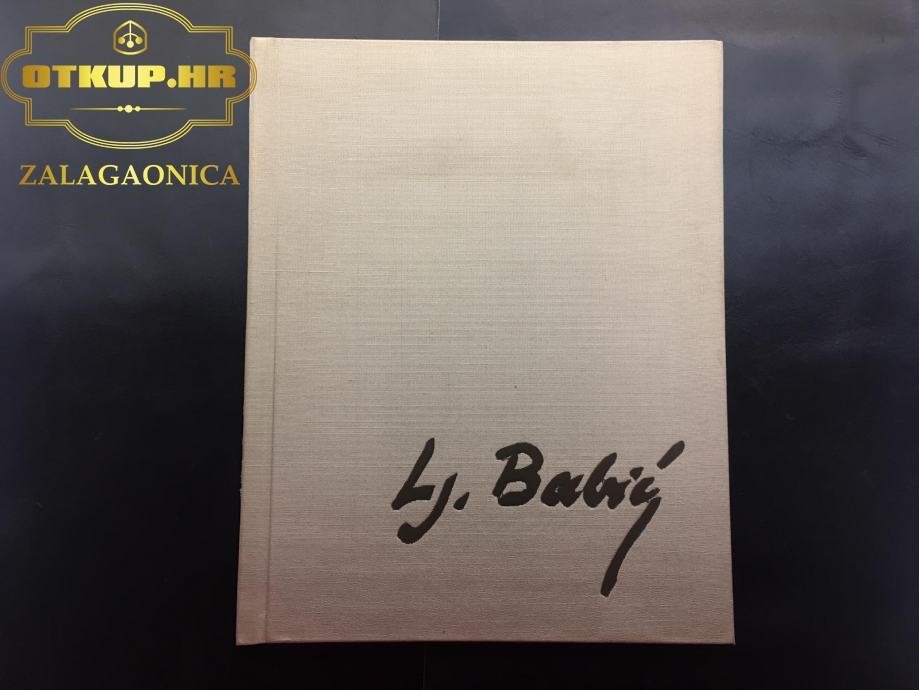 OTKUP.HR
ZALAGAONICA
Lj. Babić